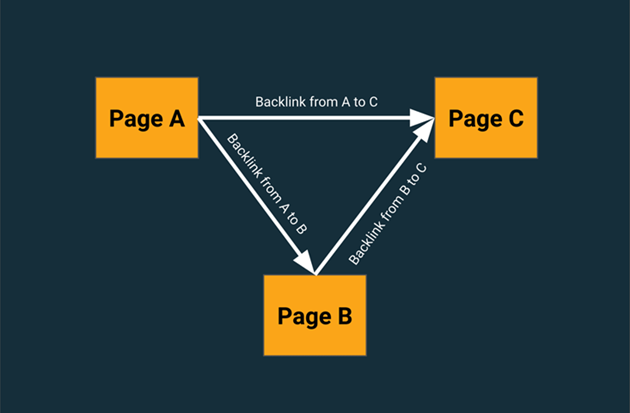 Backlink from A to C
Page A
Page C
Backlink from A to B
Backlink from B to C
Page B